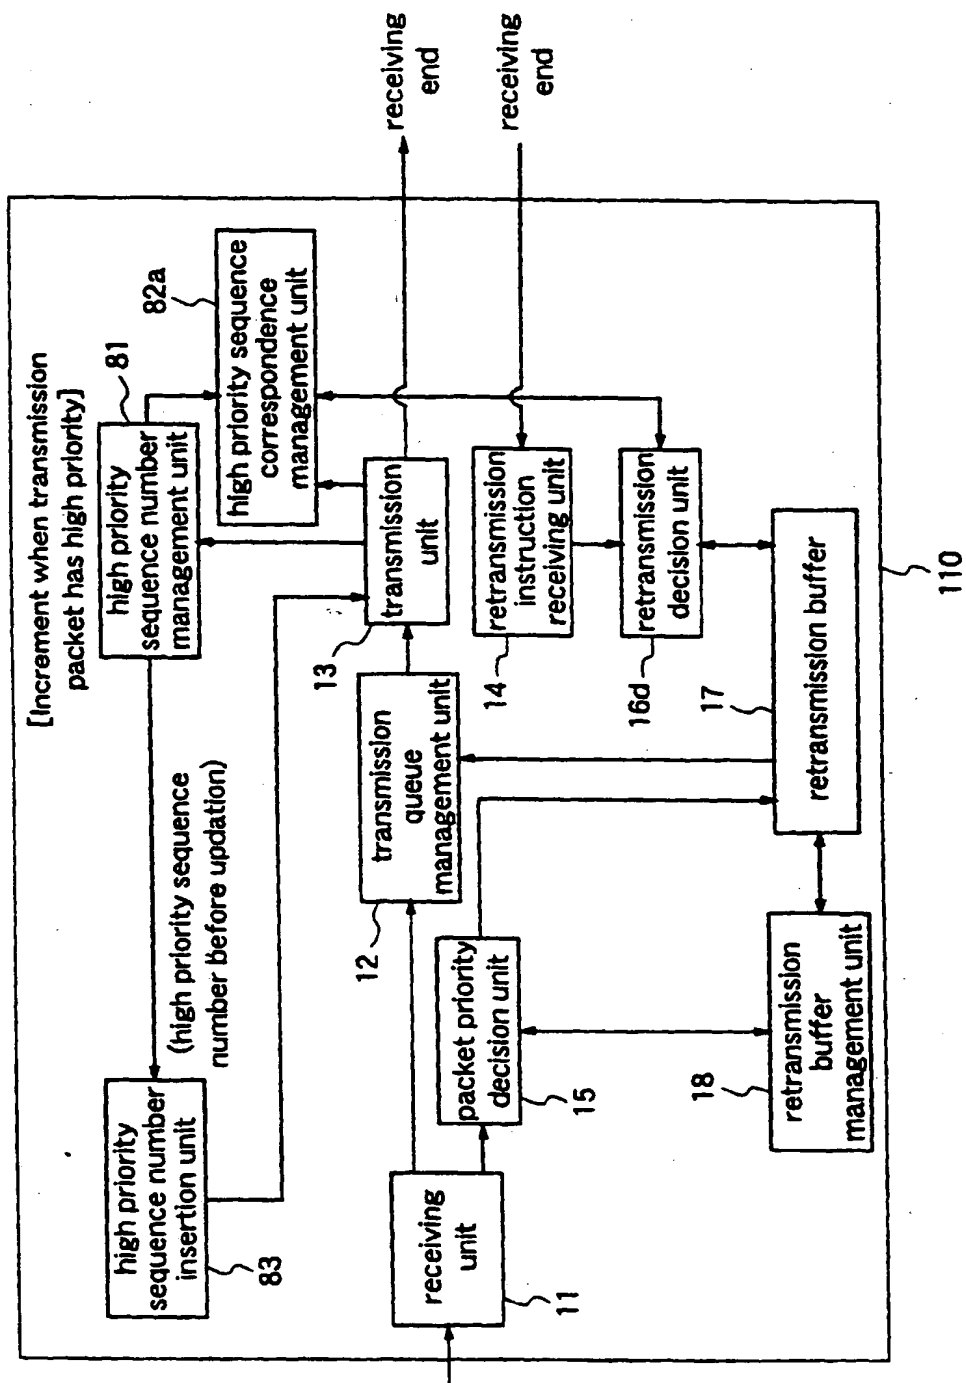 [Increment when transmission
packet has high priority]
81
82a
high priority
sequence number
insertion unit
83
(high priority sequence
number before updation)
high priority
sequence number
management unit
high priority sequence
correspondence
management unit
receiving
end
receiving
unit
11
12
transmission
queue
management unit
13
transmission
unit
receiving
end
packet priority
decision unit
15
14
retransmission
instruction
receiving unit
16d
retransmission
decision unit
18
retransmission
buffer
management unit
17
retransmission buffer
110